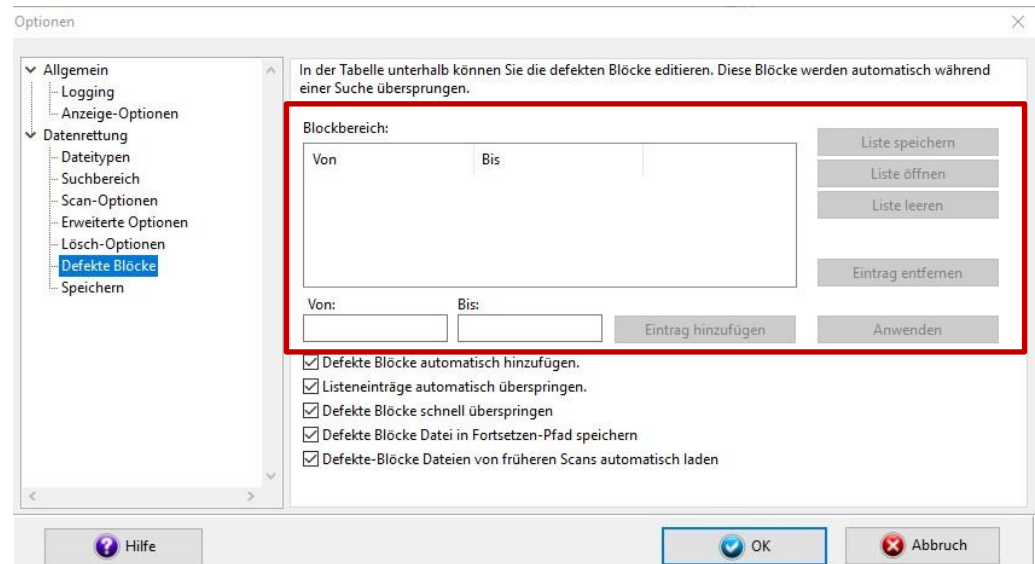 Optionen
Allgemein
Logging
Anzeige-Optionen
Datenrettung
Dateitypen
Suchbereich
Scan-Optionen
Erweiterte Optionen
Lösch-Optionen
Defekte Blöcke
Speichern
In der Tabelle unterhalb können Sie die defekten Blöcke editieren. Diese Blöcke werden automatisch während
einer Suche übersprungen.
Blockbereich:
Von Bis
Liste speichern
Liste öffnen
Liste leeren
Eintrag entfernen
Von: Bis:
Eintrag hinzufügen Anwenden
Defekte Blöcke automatisch hinzufügen.
Listeneinträge automatisch überspringen.
Defekte Blöcke schnell überspringen
Defekte Blöcke Datei in Fortsetzen-Pfad speichern
Defekte-Blöcke Dateien von früheren Scans automatisch laden
Hilfe OK Abbruch